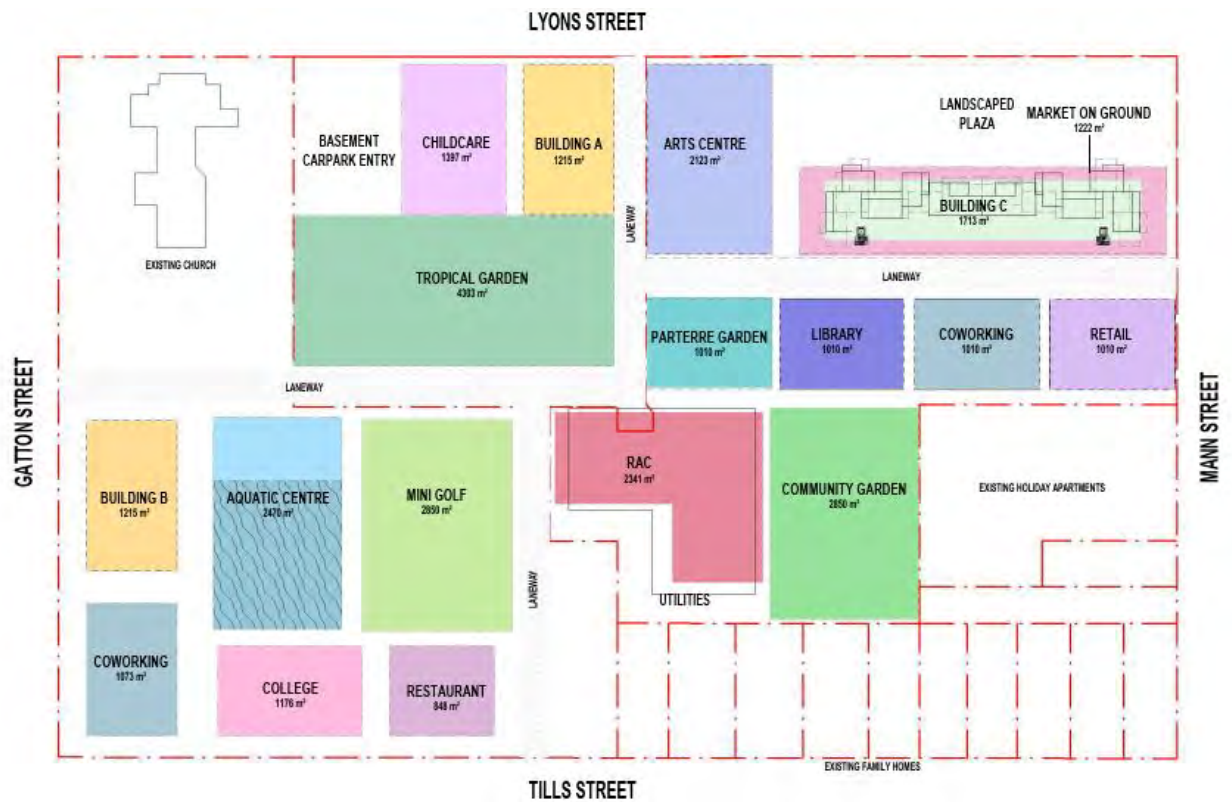 LYONS STREET
BASEMENT
CARPARK ENTRY
CHILDCARE
1397 m²
BUILDING A
1215 m²
LANEWAY
ARTS CENTRE
2123 m²
LANDSCAPED
PLAZA
MARKET ON GROUND
1222 m²
BUILDING C
1713 m²
EXISTING CHURCH
TROPICAL GARDEN
4303 m²
LANEWAY
PARTERRE GARDEN
1010 m²
LIBRARY
1010 m²
COWORKING
1010 m²
RETAIL
1010 m²
GATTON STREET
MANN STREET
LANEWAY
BUILDING B
1215 m²
AQUATIC CENTRE
2470 m²
MINI GOLF
2850 m²
RAC
2341 m²
COMMUNITY GARDEN
2850 m²
EXISTING HOLIDAY APARTMENTS
LANEWAY
UTILITIES
COWORKING
1073 m²
COLLEGE
1176 m²
RESTAURANT
848 m²
EXISTING FAMILY HOMES
TILLS STREET